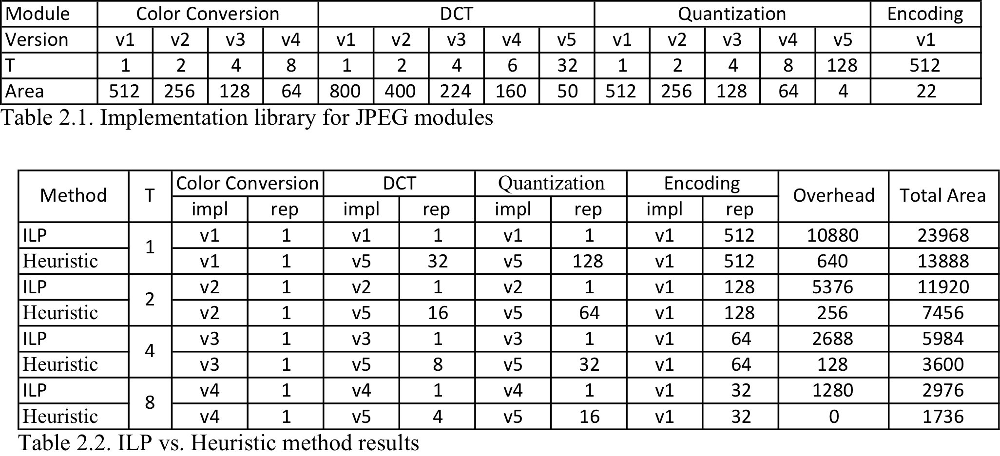 Module Color Conversion DCT Quantization Encoding
Version v1 v2 v3 v4 v1 v2 v3 v4 v5 v1 v2 v3 v4 v5 v1
T 1 2 4 8 1 2 4 6 32 1 2 4 8 128 512
Area 512 256 128 64 800 400 224 160 50 512 256 128 64 4 22
Table 2.1. Implementation library for JPEG modules
Method T Color Conversion DCT Quantization Encoding Overhead Total Area
impl rep impl rep impl rep impl rep
ILP 1 v1 1 v1 1 v1 1 v1 512 10880 23968
Heuristic v1 1 v5 32 v5 128 v1 512 640 13888
ILP 2 v2 1 v2 1 v2 1 v1 128 5376 11920
Heuristic v2 1 v5 16 v5 64 v1 128 256 7456
ILP 4 v3 1 v3 1 v3 1 v1 64 2688 5984
Heuristic v3 1 v5 8 v5 32 v1 64 128 3600
ILP 8 v4 1 v4 1 v4 1 v1 32 1280 2976
Heuristic v4 1 v5 4 v5 16 v1 32 0 1736
Table 2.2. ILP vs. Heuristic method results